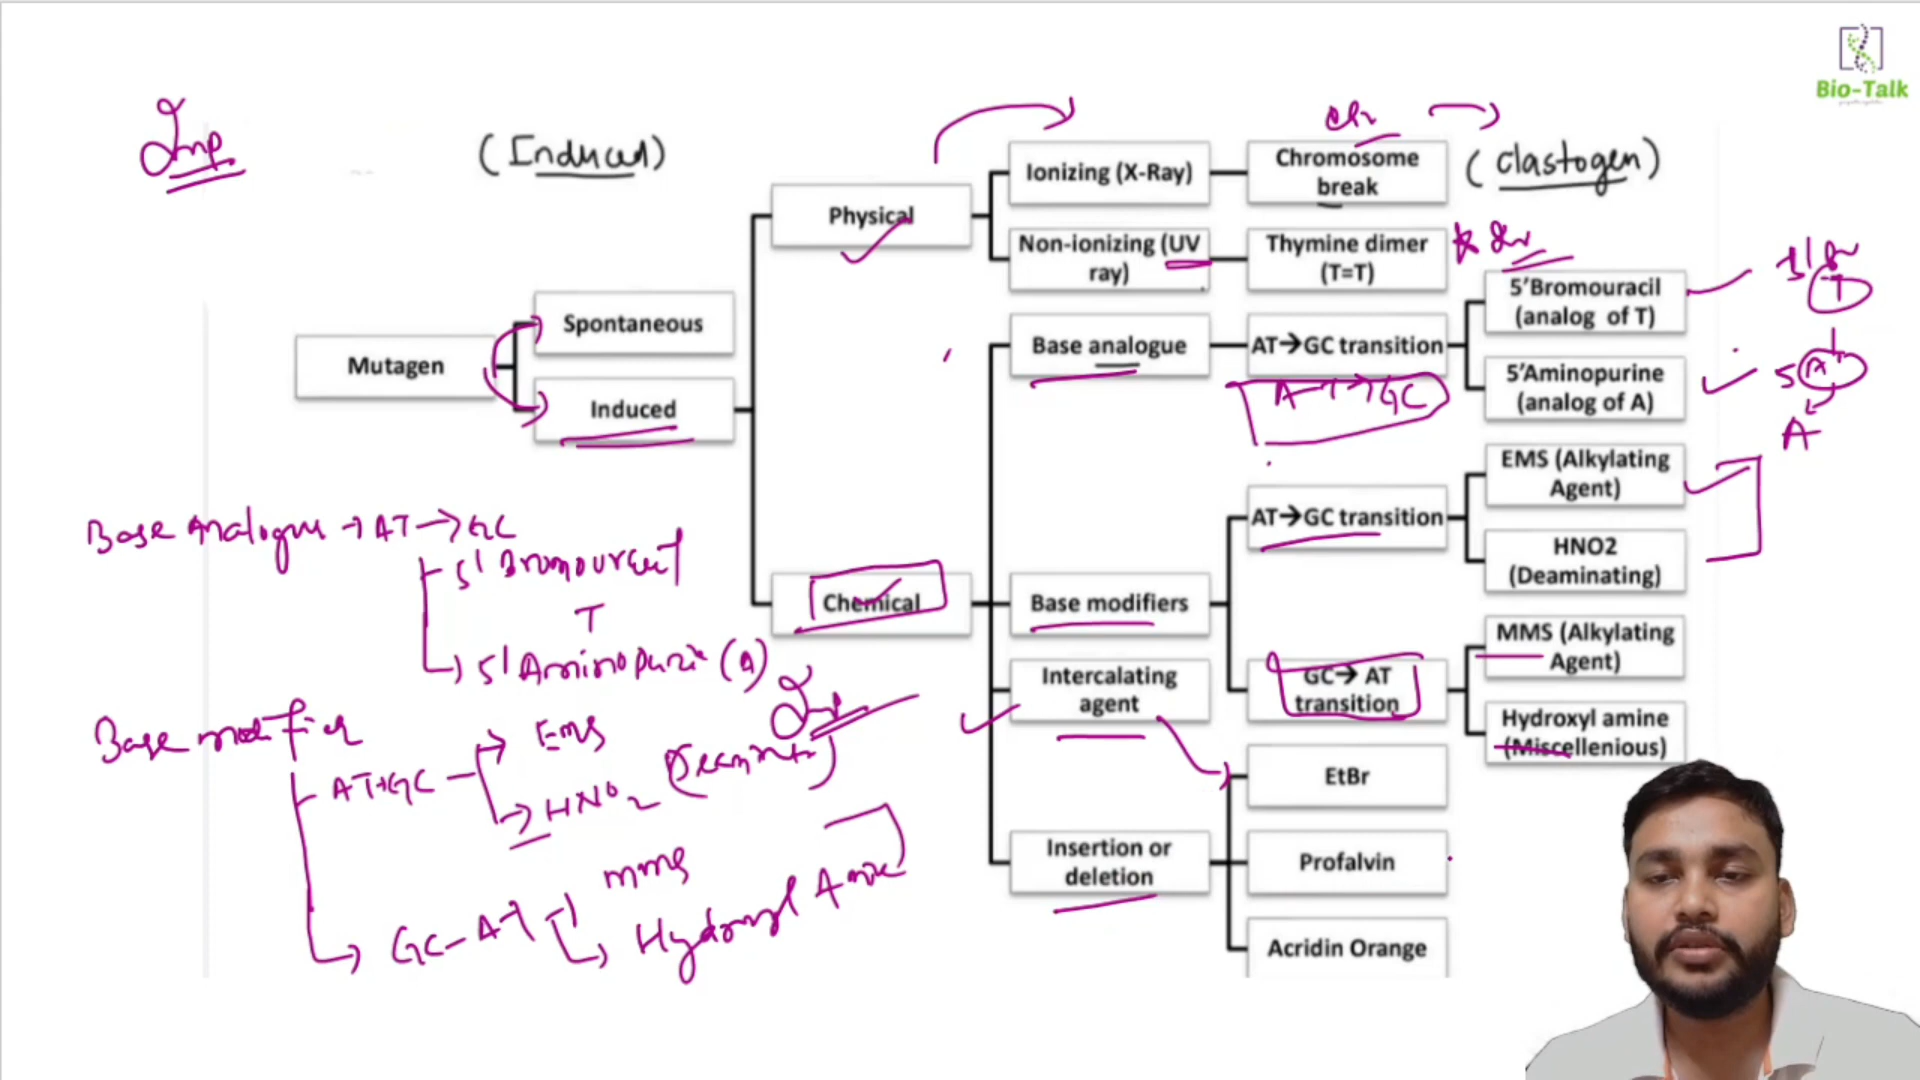 Bio-Talk
Imp
(Induced)
Ionizing (X-Ray)
Chromosome
break
(Clastogen)
Physical
Non-ionizing (UV
ray)
Thymine dimer
(T=T)
5'Bromouracil
(analog of T)
T
Spontaneous
Mutagen
Induced
Base analogue
AT→GC transition
A-T→GC
5'Aminopurine
(analog of A)
A
EMS (Alkylating
Agent)
AT→GC transition
HNO2
(Deaminating)
Chemical
Base modifiers
MMS (Alkylating
Agent)
Intercalating
agent
GC→ AT
transition
Hydroxyl amine
(Miscellenious)
EtBr
Insertion or
deletion
Profalvin
Acridin Orange
Base Analogue → AT → GC
5' Bromouracil
T
5' Aminopurine (A)
Imp
Base modifier
AT→GC
EMS
HNO2
GC-AT
MMS
Hydroxyl Amine